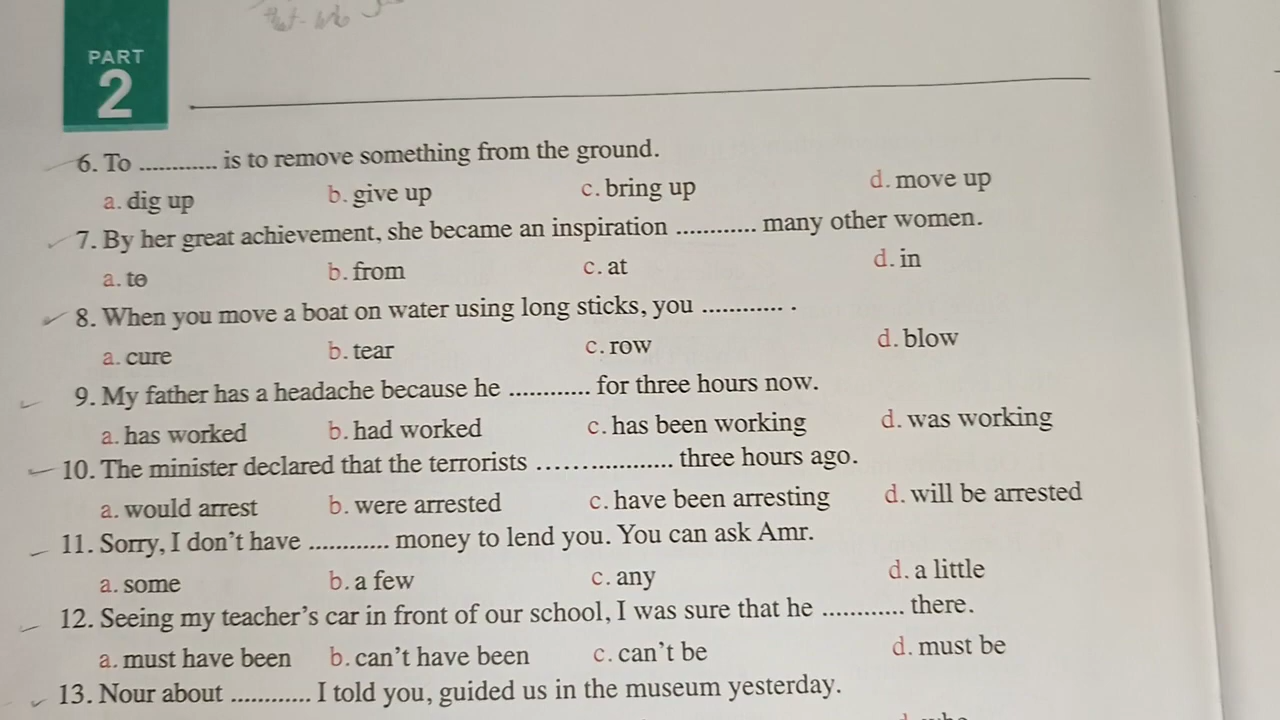 PART
2
6. To ............ is to remove something from the ground.
a. dig up b. give up c. bring up d. move up
7. By her great achievement, she became an inspiration ............ many other women.
a. to b. from c. at d. in
8. When you move a boat on water using long sticks, you ............ .
a. cure b. tear c. row d. blow
9. My father has a headache because he ............ for three hours now.
a. has worked b. had worked c. has been working d. was working
10. The minister declared that the terrorists .................... three hours ago.
a. would arrest b. were arrested c. have been arresting d. will be arrested
11. Sorry, I don't have ............ money to lend you. You can ask Amr.
a. some b. a few c. any d. a little
12. Seeing my teacher's car in front of our school, I was sure that he ............ there.
a. must have been b. can't have been c. can't be d. must be
13. Nour about ............ I told you, guided us in the museum yesterday.